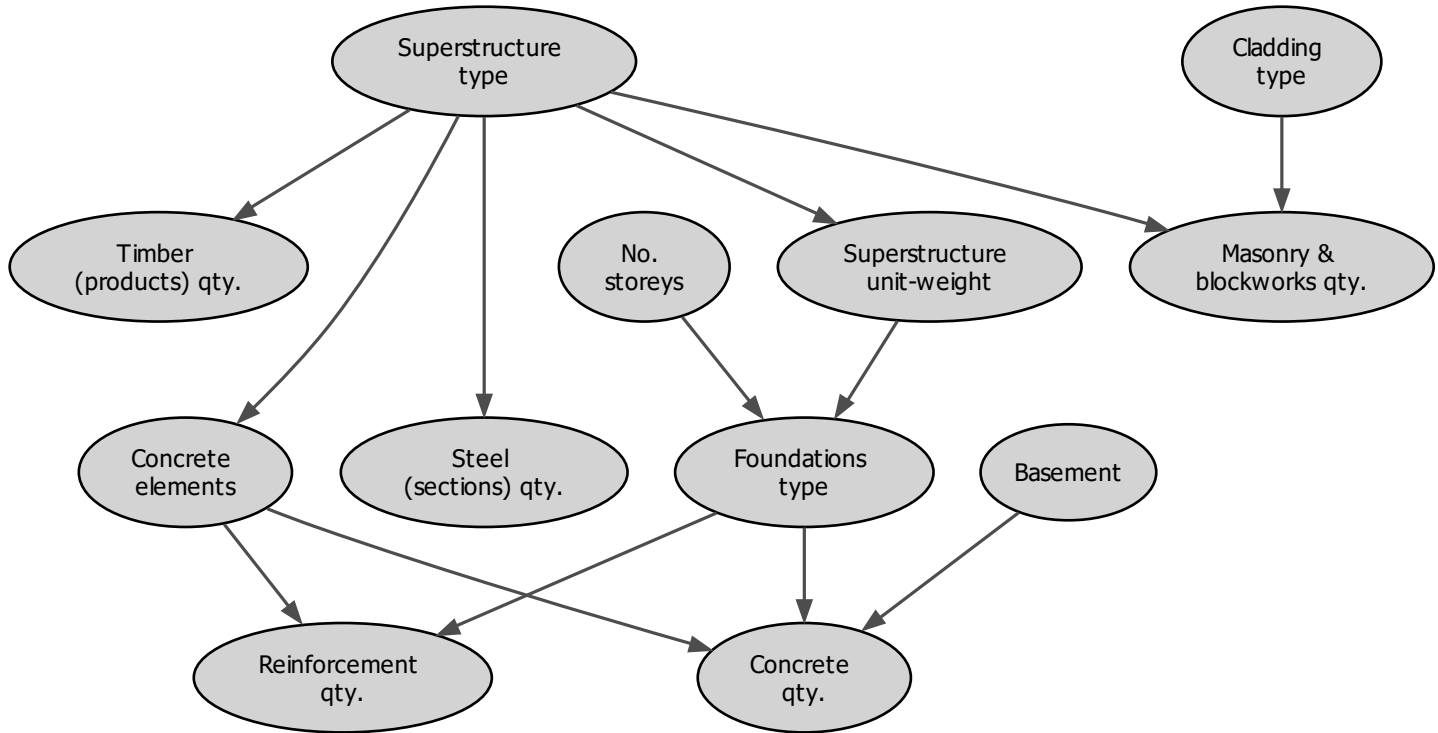 Superstructure
type
Cladding
type
Timber
(products) qty.
No.
storeys
Superstructure
unit-weight
Masonry &
blockworks qty.
Concrete
elements
Steel
(sections) qty.
Foundations
type
Basement
Reinforcement
qty.
Concrete
qty.